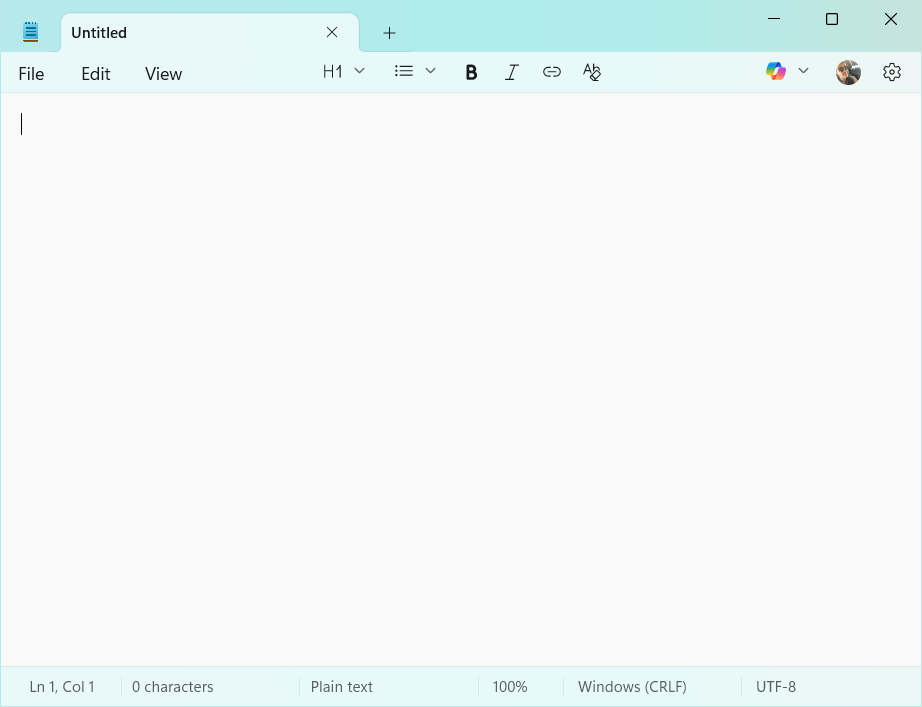 Untitled
File Edit View H1 B I A
Ln 1, Col 1 0 characters Plain text 100% Windows (CRLF) UTF-8